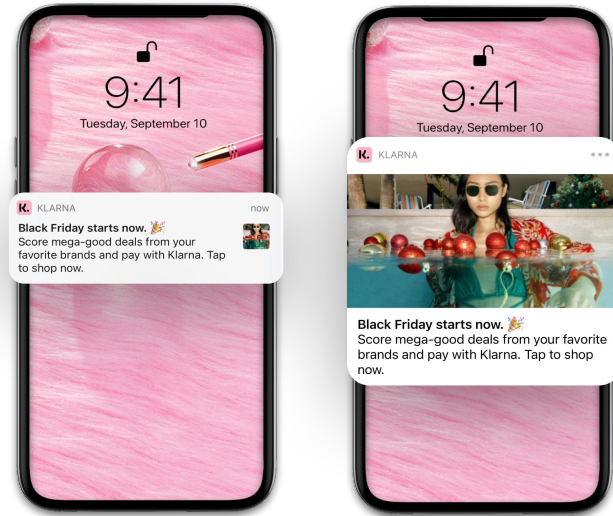 9:41
Tuesday, September 10
K. KLARNA
now
Black Friday starts now. 🎉
Score mega-good deals from your
favorite brands and pay with Klarna. Tap
to shop now.
9:41
Tuesday, September 10
K. KLARNA
Black Friday starts now. 🎉
Score mega-good deals from your favorite
brands and pay with Klarna. Tap to shop
now.